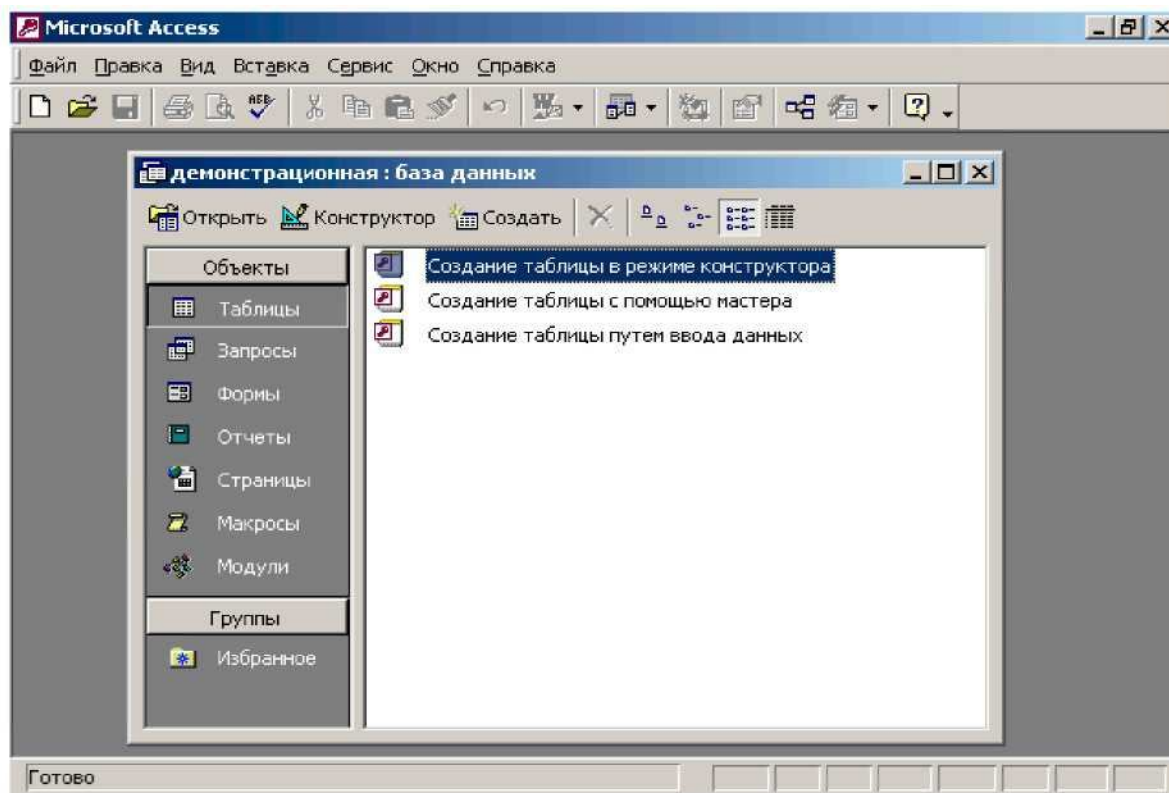 Microsoft Access
Файл Правка Вид Вставка Сервис Окно Справка
демонстрационная : база данных
Открыть Конструктор Создать
Объекты
Таблицы
Запросы
Формы
Отчеты
Страницы
Макросы
Модули
Группы
Избранное
Создание таблицы в режиме конструктора
Создание таблицы с помощью мастера
Создание таблицы путем ввода данных
Готово